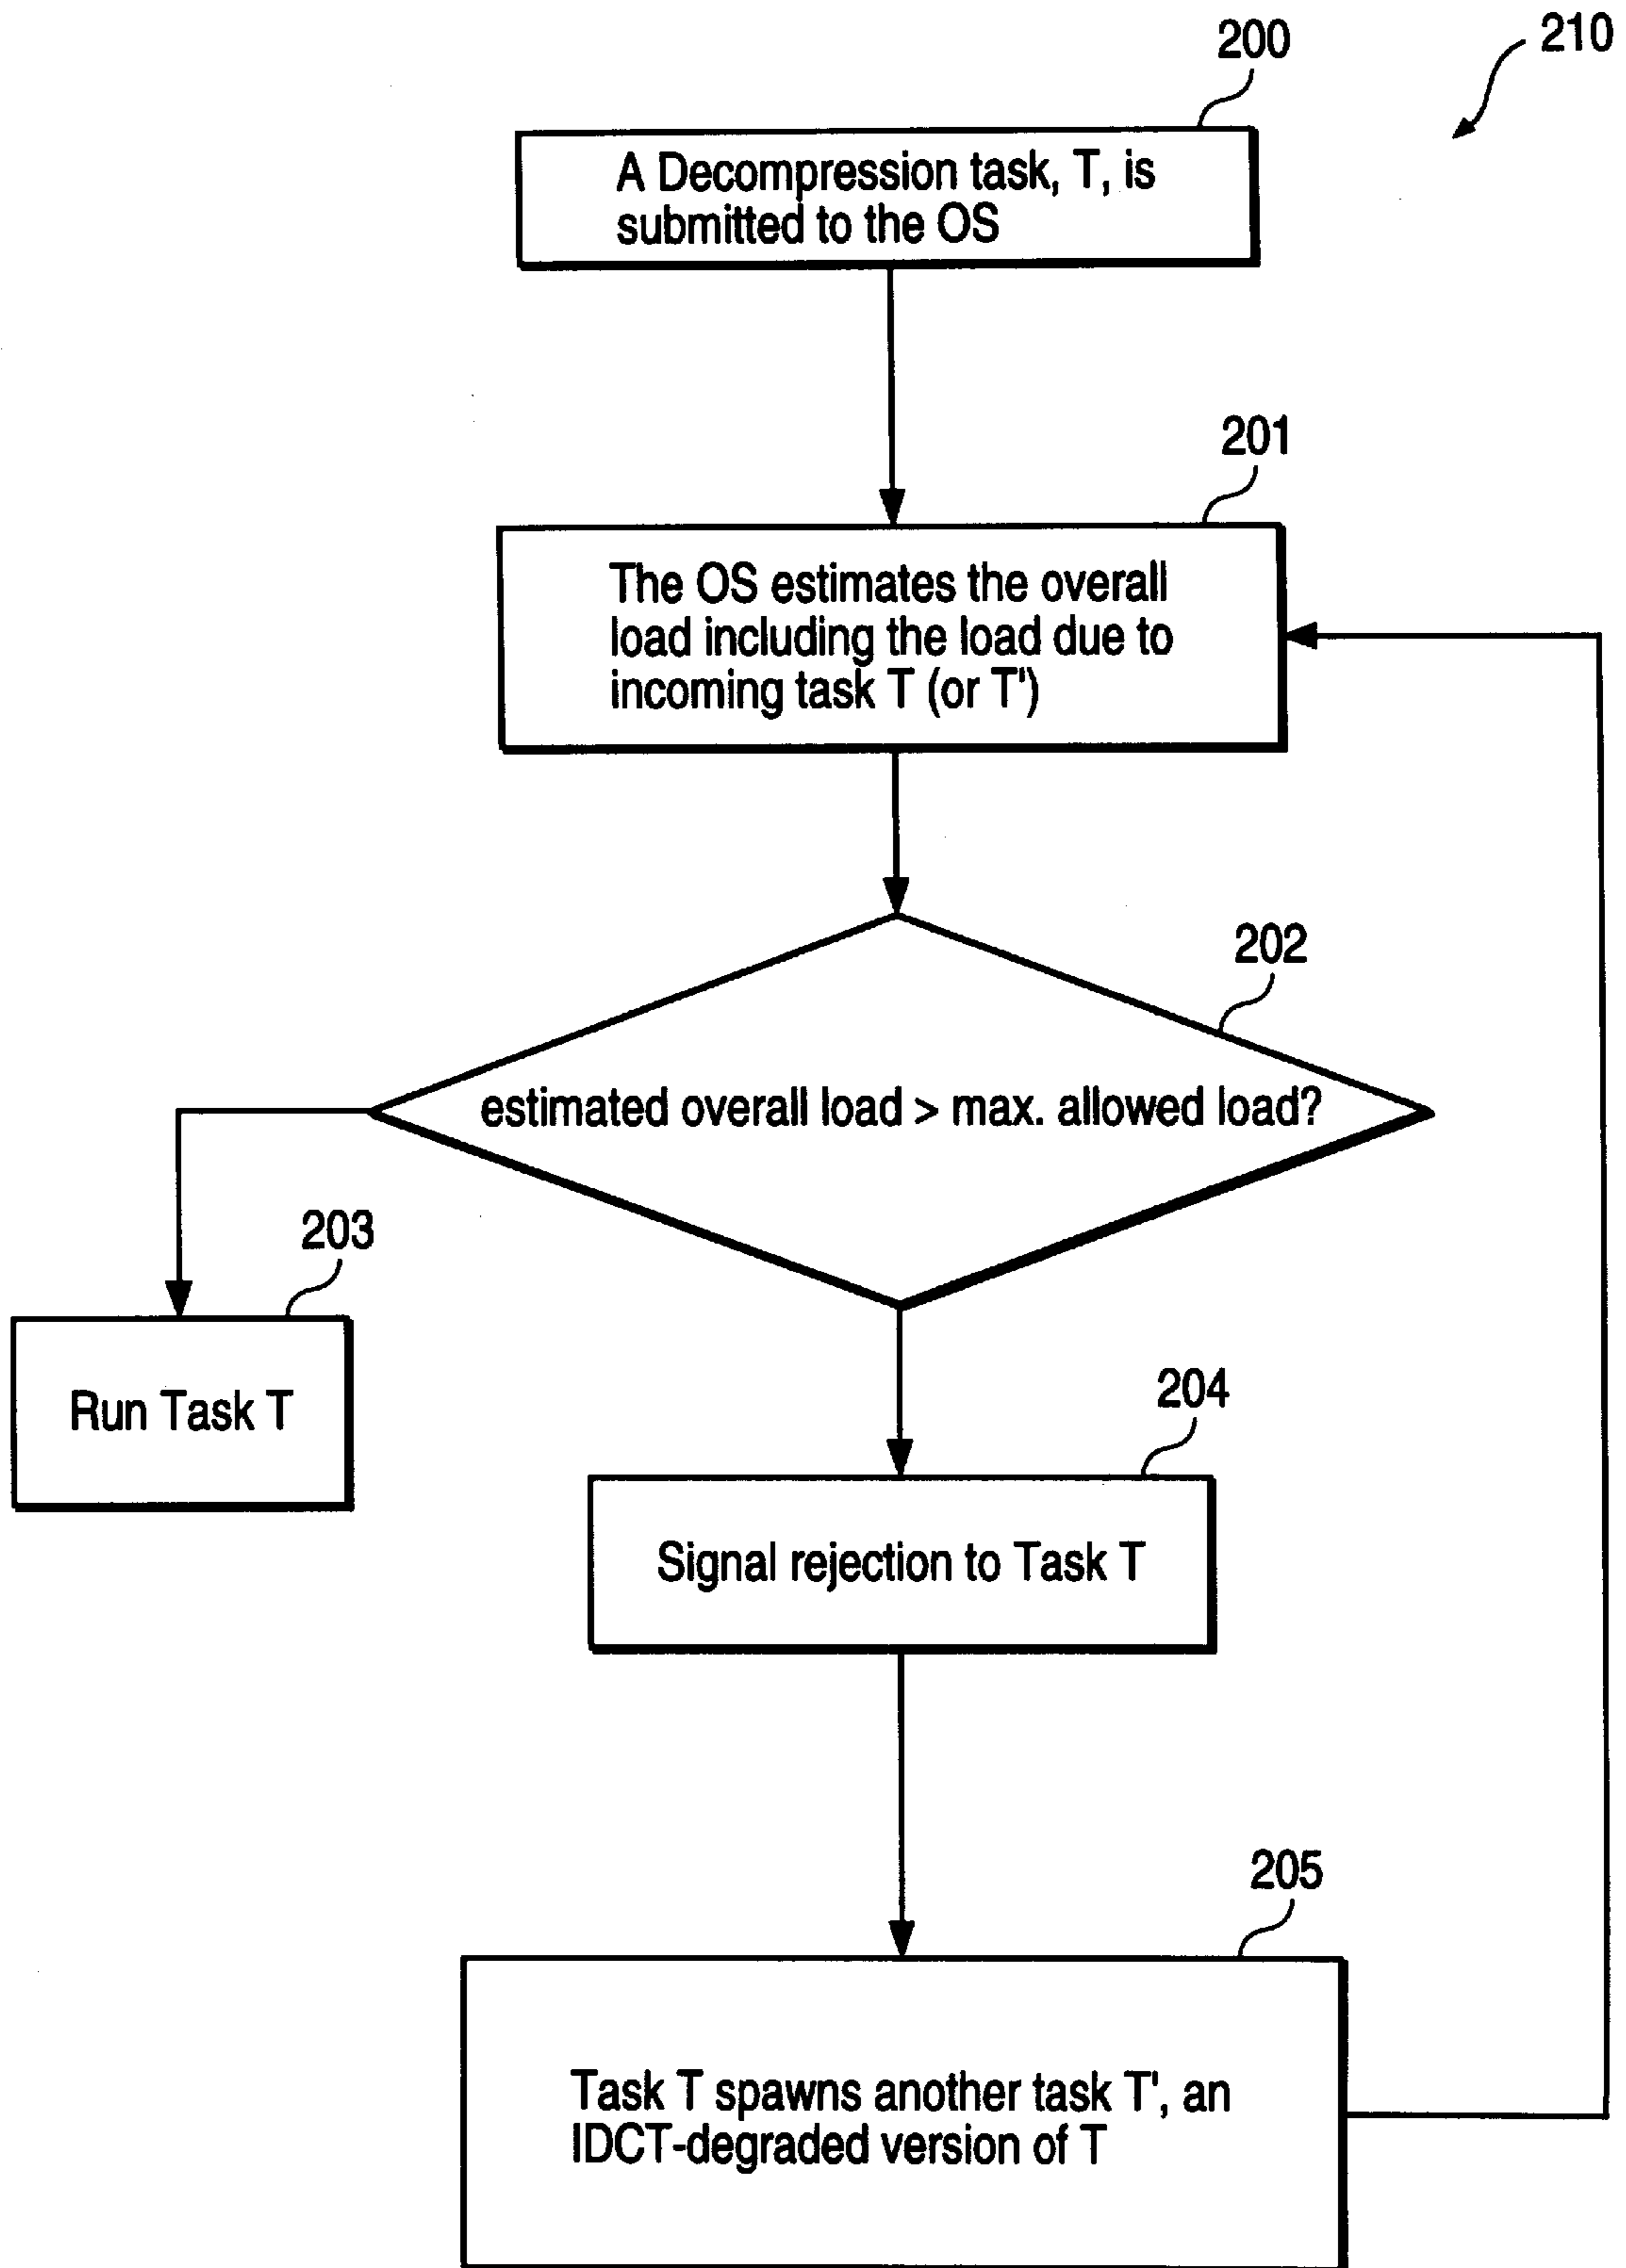 200
210
A Decompression task, T, is
submitted to the OS
201
The OS estimates the overall
load including the load due to
incoming task T (or T')
202
estimated overall load > max. allowed load?
203
Run Task T
204
Signal rejection to Task T
205
Task T spawns another task T', an
IDCT-degraded version of T